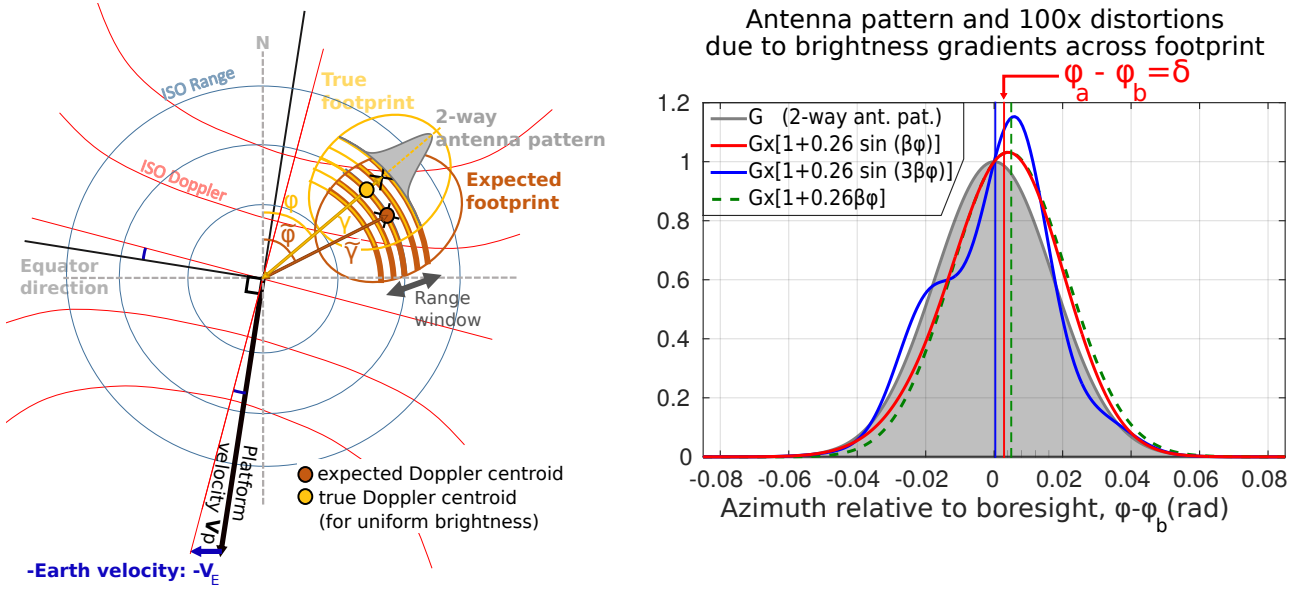 N
ISO Range
True
footprint
2-way
antenna pattern
ISO Doppler
Expected
footprint
φ
γ
φ̃
γ̃
Equator
direction
Range
window
Platform
velocity Vp
expected Doppler centroid
true Doppler centroid
(for uniform brightness)
-Earth velocity: -V_E
Antenna pattern and 100x distortions
due to brightness gradients across footprint
φ_a - φ_b = δ
G (2-way ant. pat.)
Gx[1+0.26 sin (βφ)]
Gx[1+0.26 sin (3βφ)]
Gx[1+0.26βφ]
1.2
1
0.8
0.6
0.4
0.2
0
-0.08 -0.06 -0.04 -0.02 0 0.02 0.04 0.06 0.08
Azimuth relative to boresight, φ-φ_b(rad)